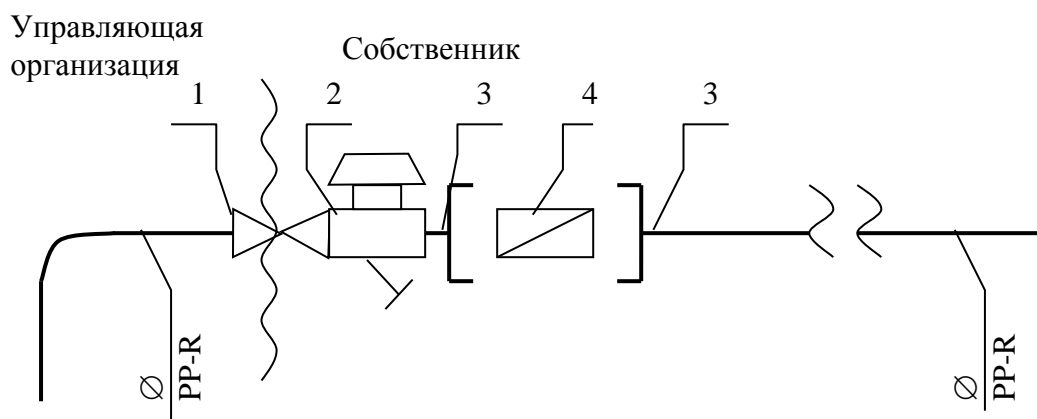 Управляющая
организация
Собственник
1
2
3
4
3
∅
PP-R
∅
PP-R